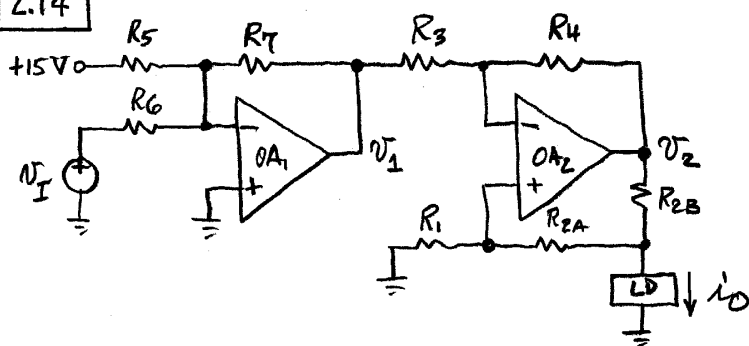 2.14
R5 R7 R3 R4
+15V
R6
OA1 OA2
vI v1 v2
R1 R2A R2B
LD iO